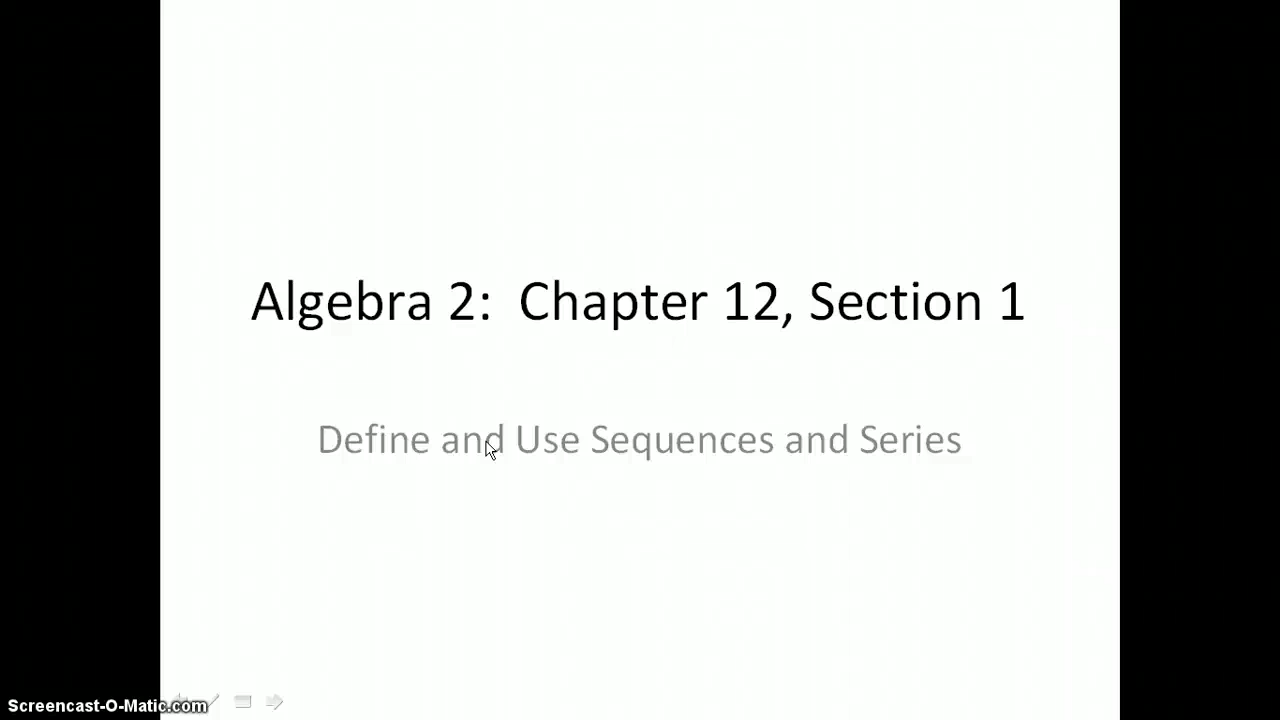 Algebra 2:  Chapter 12, Section 1
Define and Use Sequences and Series
Screencast-O-Matic.com